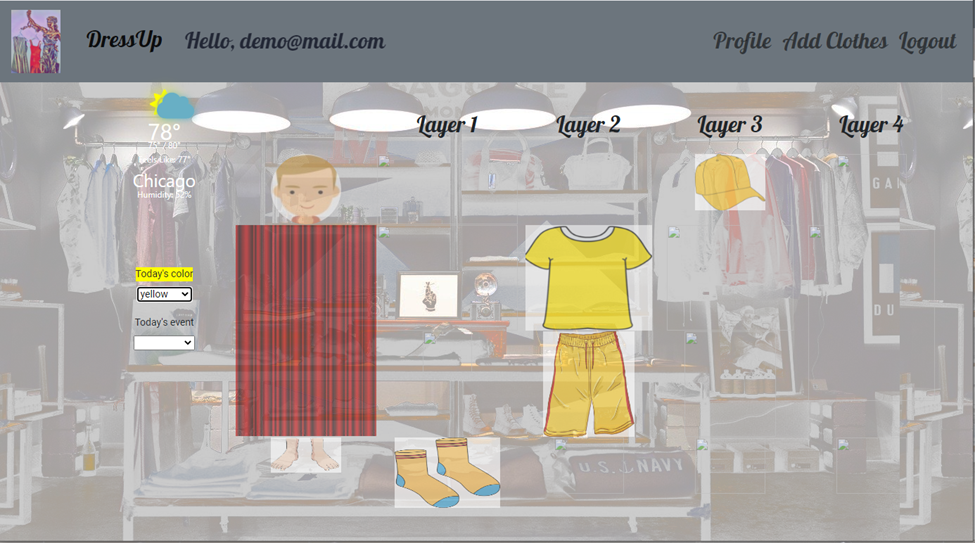 DressUp
Hello, demo@mail.com
Profile
Add Clothes
Logout
Layer 1
Layer 2
Layer 3
Layer 4
78°
75° / 80°
Feels Like: 77°
Chicago
Humidity: 52%
Today's color
yellow
Today's event
U.S. NAVY